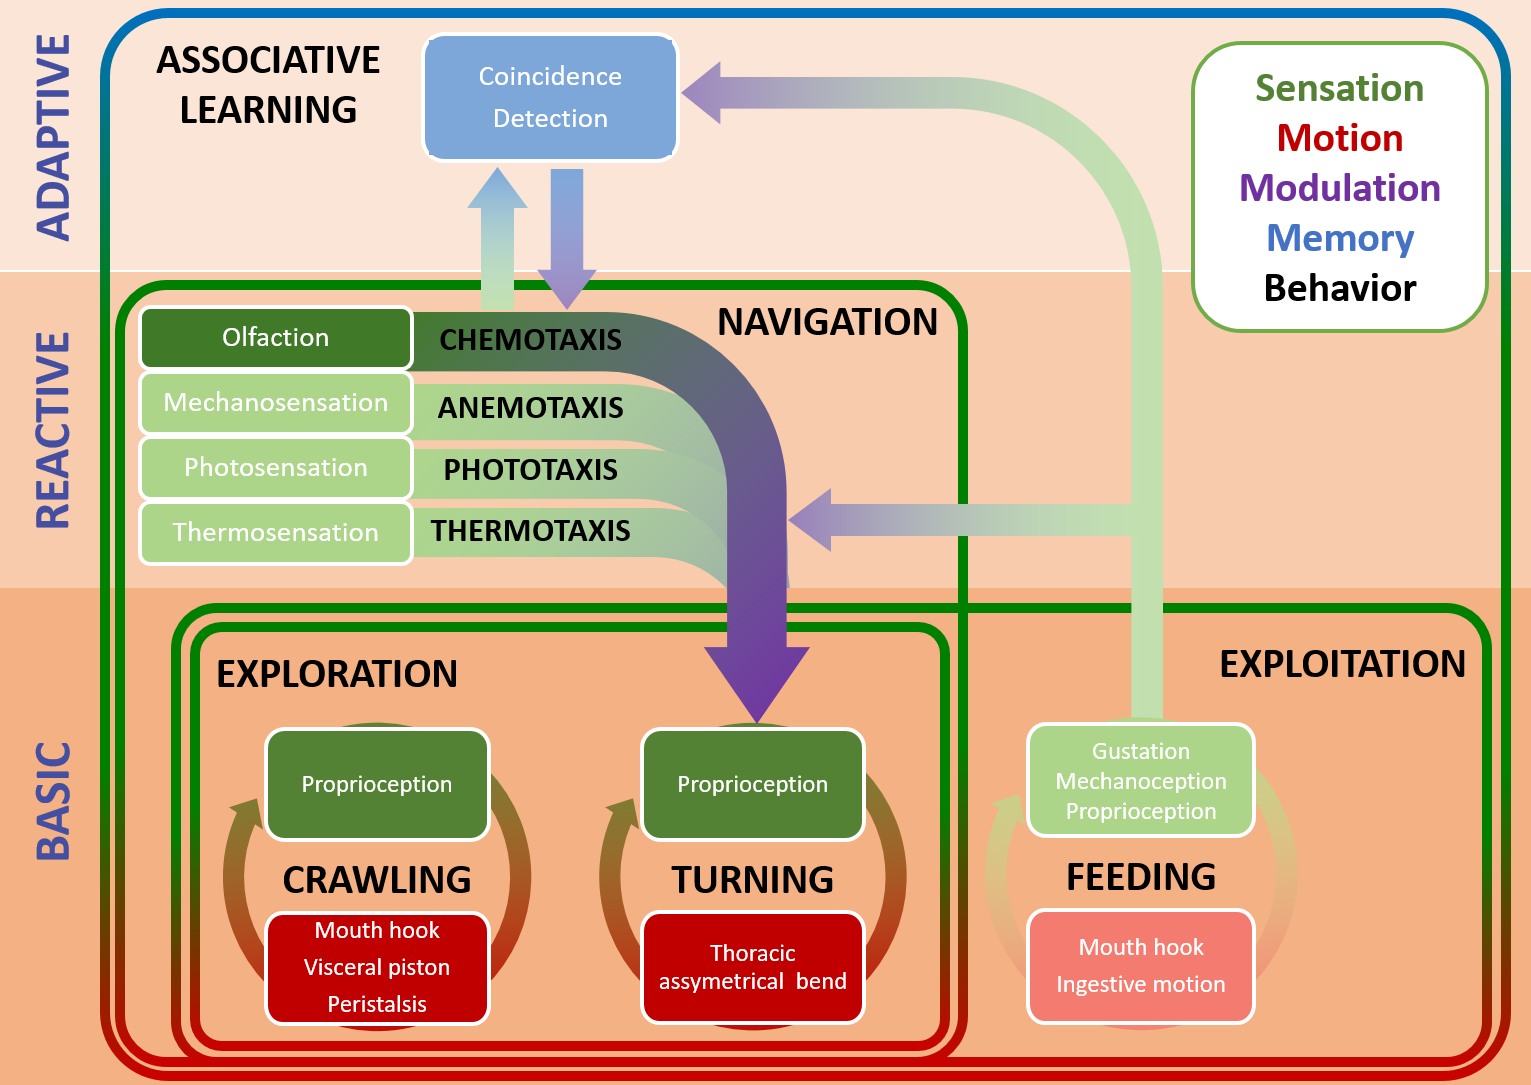 ADAPTIVE
ASSOCIATIVE
LEARNING
Coincidence
Detection
Sensation
Motion
Modulation
Memory
Behavior
REACTIVE
NAVIGATION
Olfaction
CHEMOTAXIS
Mechanosensation
ANEMOTAXIS
Photosensation
PHOTOTAXIS
Thermosensation
THERMOTAXIS
BASIC
EXPLORATION
EXPLOITATION
Proprioception
CRAWLING
Mouth hook
Visceral piston
Peristalsis
Proprioception
TURNING
Thoracic
assymetrical bend
Gustation
Mechanoception
Proprioception
FEEDING
Mouth hook
Ingestive motion